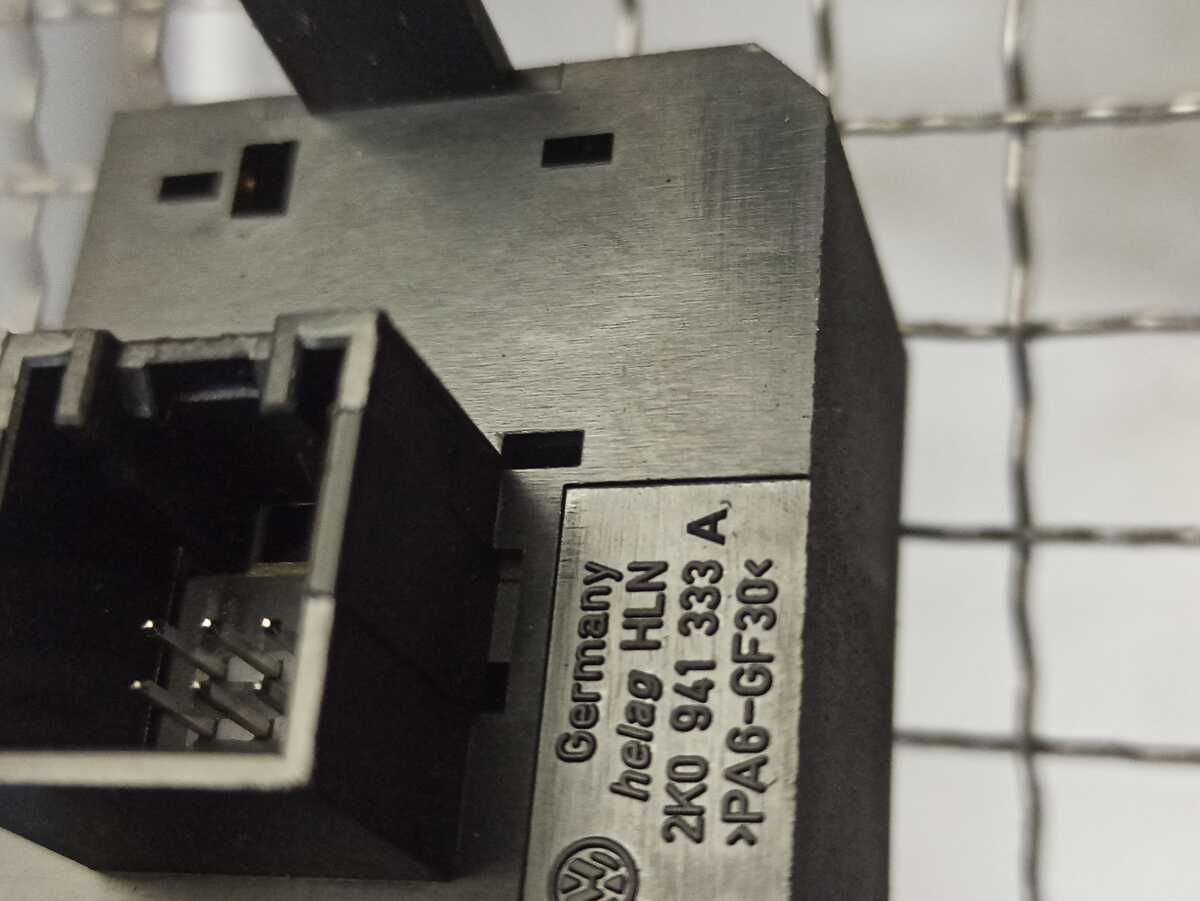 Germany
helag HLN
2K0 941 333 A
>PA6-GF30<